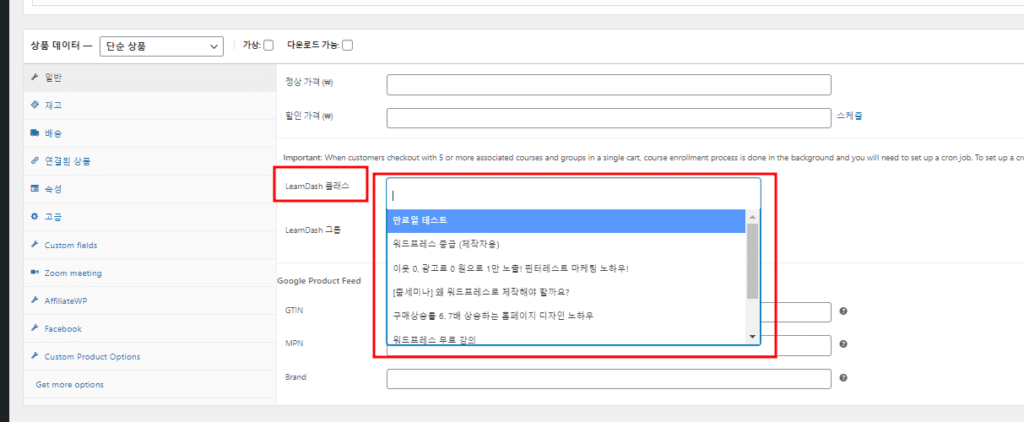 상품 데이터 — 단순 상품 가상: 다운로드 가능:
일반
재고
배송
연결된 상품
속성
고급
Custom fields
Zoom meeting
AffiliateWP
Facebook
Custom Product Options
Get more options
정상 가격 (₩)
할인 가격 (₩) 스케줄
Important: When customers checkout with 5 or more associated courses and groups in a single cart, course enrollment process is done in the background and you will need to set up a cron job. To set up a cro
LearnDash 클래스
만료일 테스트
워드프레스 중급 (제작자용)
이웃 0, 광고료 0 원으로 1만 노출! 핀터레스트 마케팅 노하우!
[줌세미나] 왜 워드프레스로 제작해야 할까요?
구매상승률 6. 7배 상승하는 홈페이지 디자인 노하우
워드프레스 무료 강의
LearnDash 그룹
Google Product Feed
GTIN
MPN
Brand